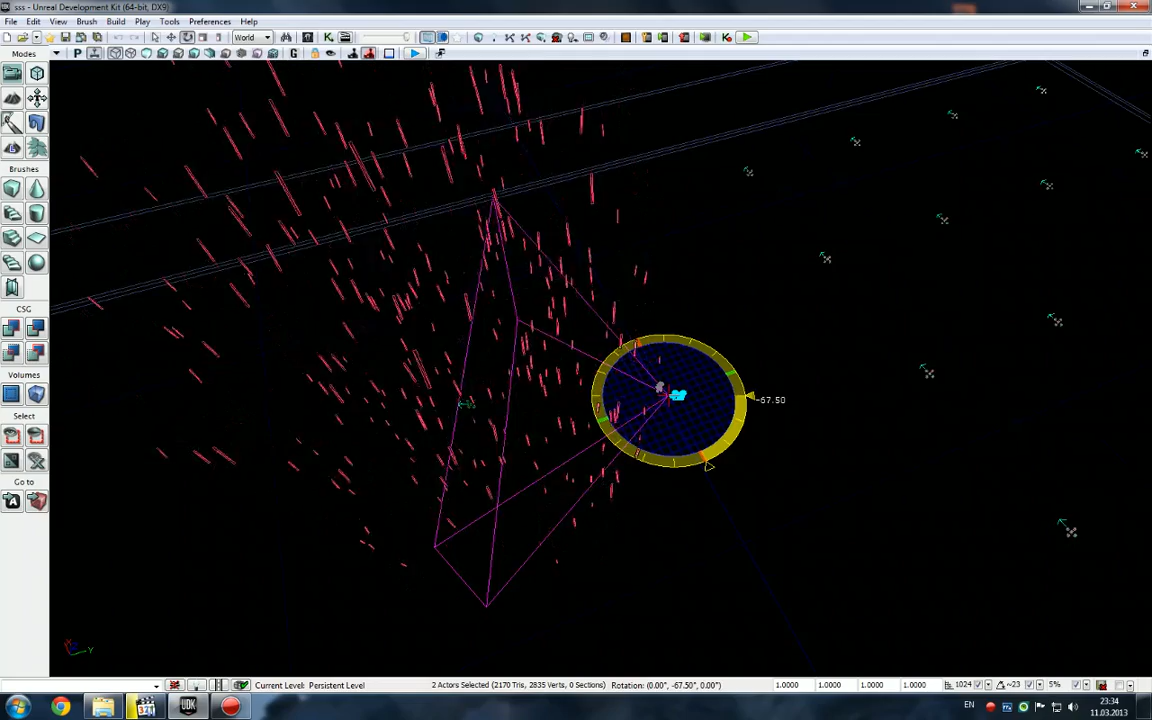 sss - Unreal Development Kit (64-bit, DX9)
File Edit View Brush Build Play Tools Preferences Help
World
Modes
P
G
-67.50
Brushes
CSG
Volumes
Select
Go to
Y
Current Level: Persistent Level
2 Actors Selected (2170 Tris, 2835 Verts, 0 Sections)
Rotation: (0.00°, -67.50°, 0.00°)
1.0000 1.0000 1.0000 1.0000
1024
~23
5%
UDK
EN
23:34
11.03.2013